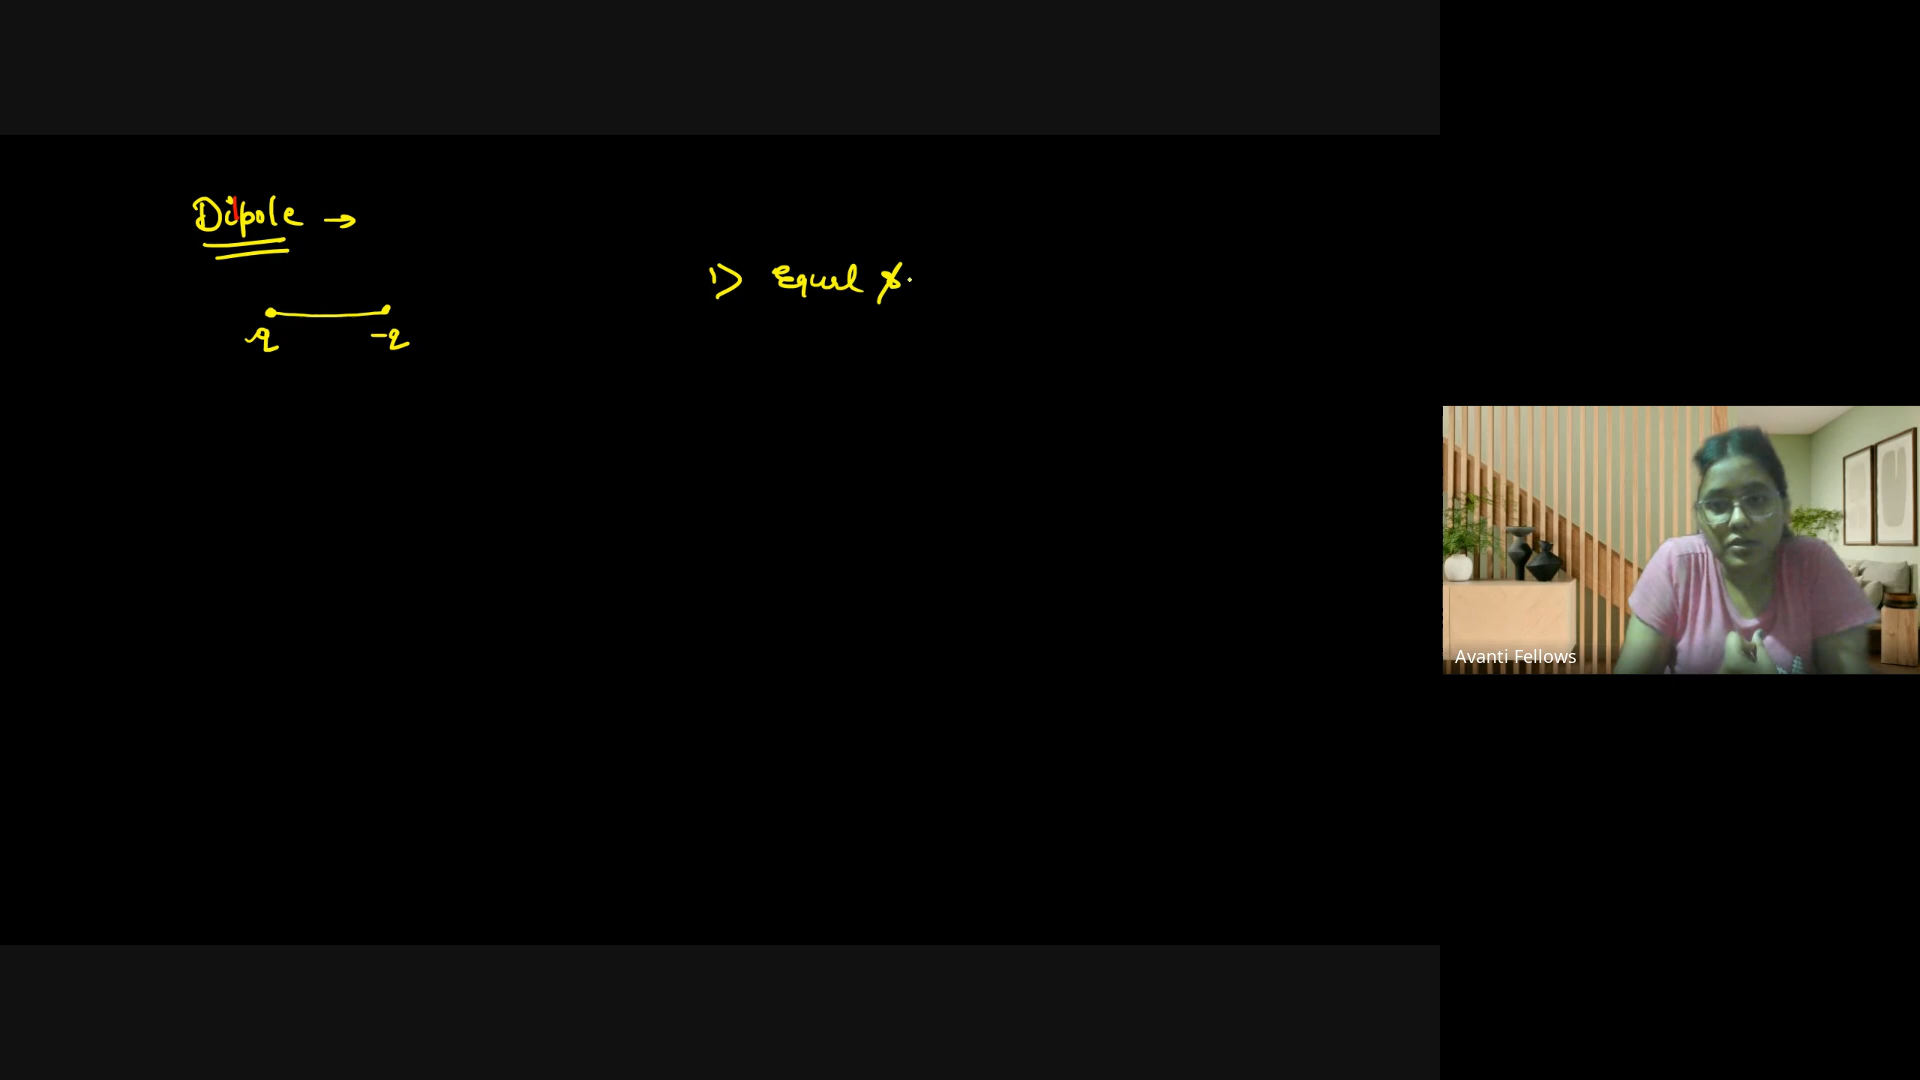 Dipole →
1) Equal &
q -q
Avanti Fellows